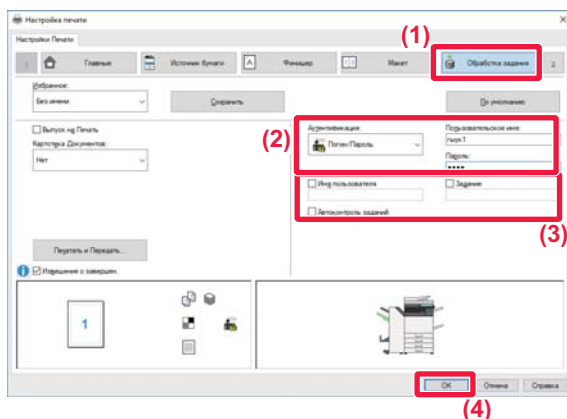 Настройка печати
Настройки Печати
(1)
Главные
Источник бумаги
Финишер
Макет
Обработка задания
2
Избранное:
Без имени
Сохранить
По умолчанию
Выпуск на Печать
Картотека Документов:
Нет
(2)
Аутентификация:
Логин/Пароль
Пользовательское имя:
Пароль:
••••
Имя пользователя
Задание
Автоконтроль заданий
(3)
Печатать и Передать...
Извещение о завершен.
1
OK
Отмена
Справка
(4)